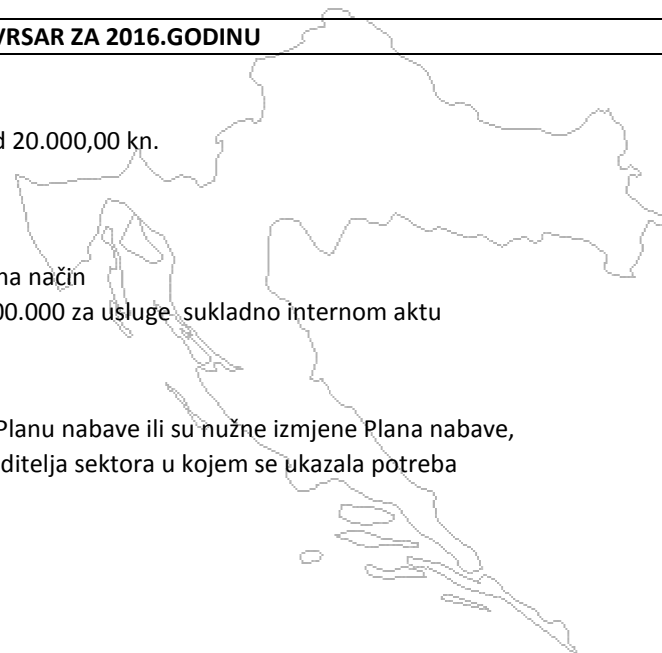 VRSAR ZA 2016.GODINU
d 20.000,00 kn.
na način
00.000 za usluge sukladno internom aktu
Planu nabave ili su nužne izmjene Plana nabave,
ditelja sektora u kojem se ukazala potreba